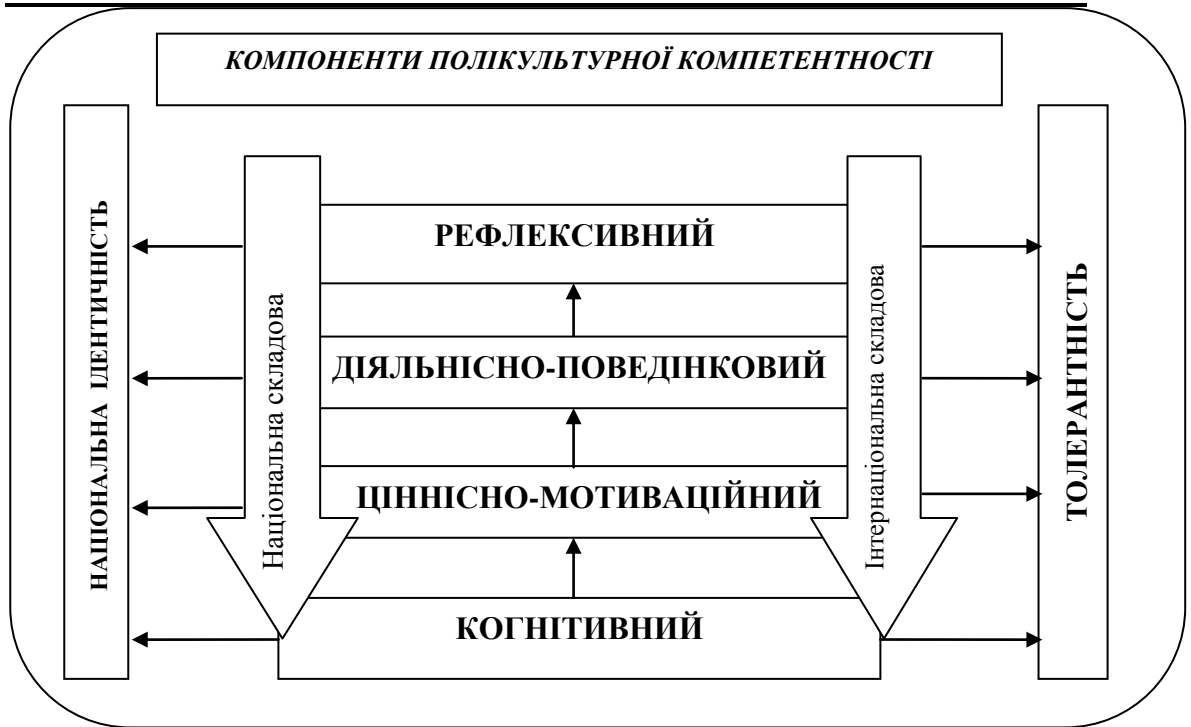 КОМПОНЕНТИ ПОЛІКУЛЬТУРНОЇ КОМПЕТЕНТНОСТІ
НАЦІОНАЛЬНА ІДЕНТИЧНІСТЬ
Національна складова
РЕФЛЕКСИВНИЙ
ДІЯЛЬНІСНО-ПОВЕДІНКОВИЙ
ЦІННІСНО-МОТИВАЦІЙНИЙ
КОГНІТИВНИЙ
Інтернаціональна складова
ТОЛЕРАНТНІСТЬ